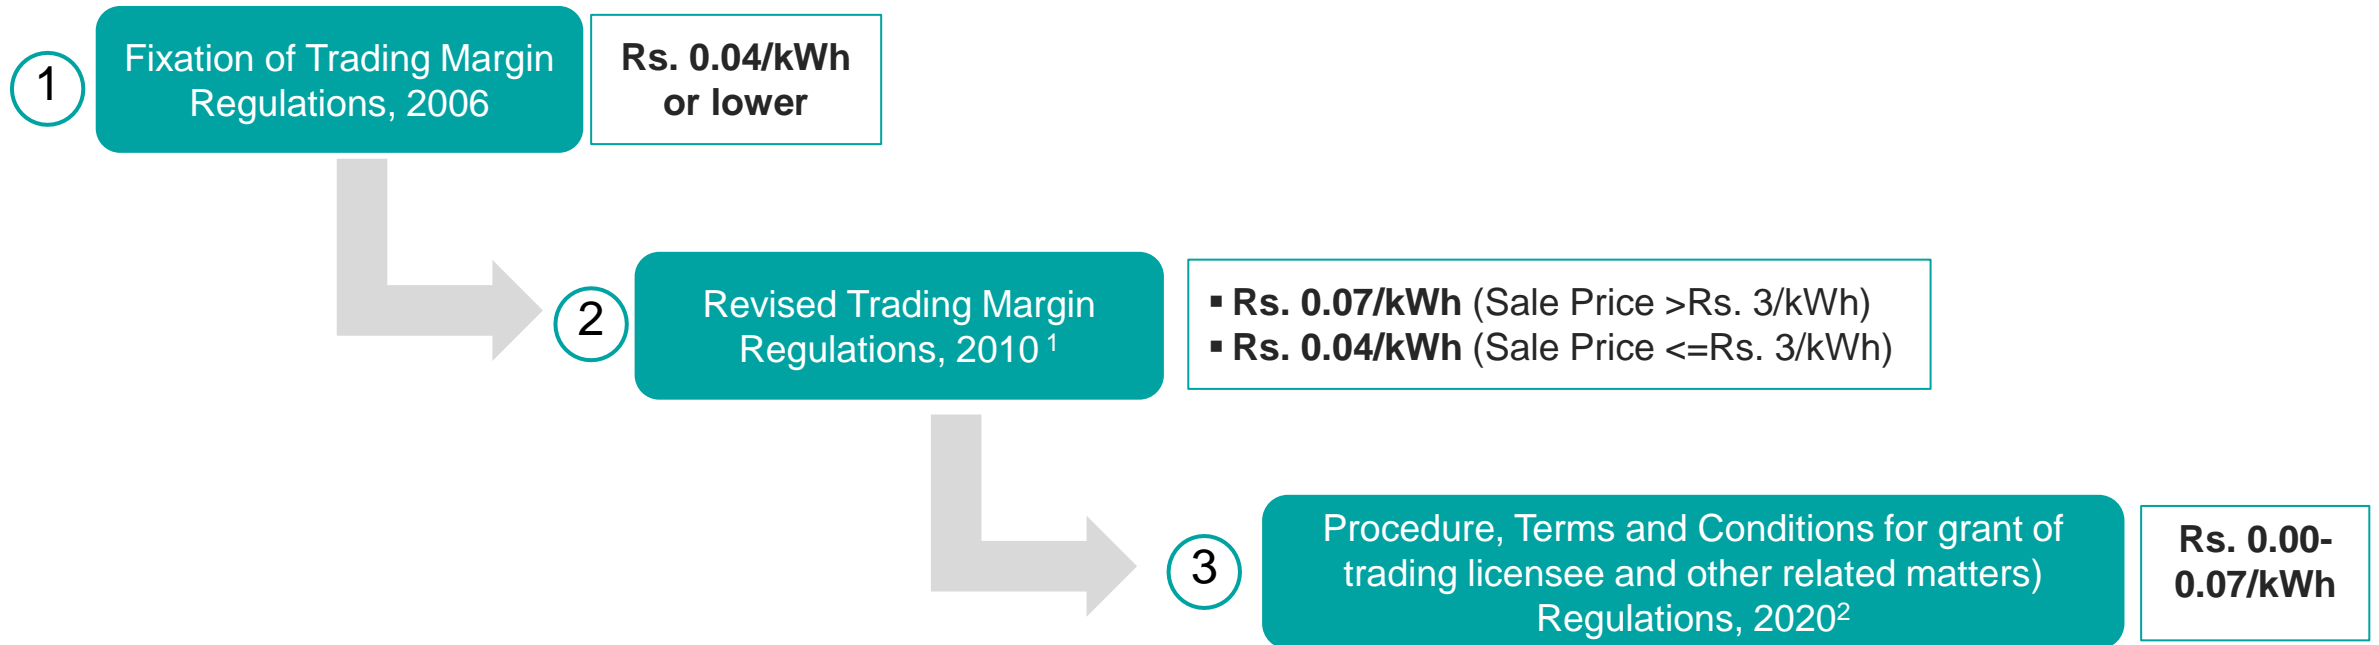 1
Fixation of Trading Margin
Regulations, 2006
Rs. 0.04/kWh
or lower
2
Revised Trading Margin
Regulations, 2010 1
▪ Rs. 0.07/kWh (Sale Price >Rs. 3/kWh)
▪ Rs. 0.04/kWh (Sale Price <=Rs. 3/kWh)
3
Procedure, Terms and Conditions for grant of
trading licensee and other related matters)
Regulations, 2020²
Rs. 0.00-
0.07/kWh